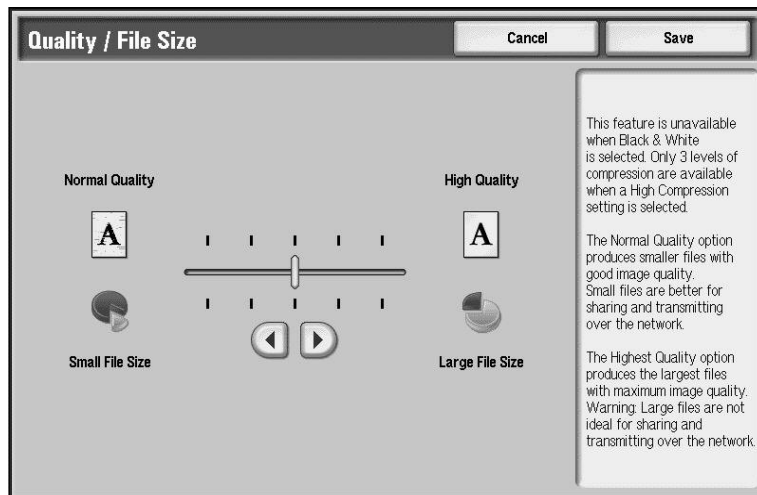 Quality / File Size
Cancel
Save
Normal Quality
High Quality
A
A
Small File Size
Large File Size
This feature is unavailable
when Black & White
is selected. Only 3 levels of
compression are available
when a High Compression
setting is selected.
The Normal Quality option
produces smaller files with
good image quality.
Small files are better for
sharing and transmitting
over the network.
The Highest Quality option
produces the largest files
with maximum image quality.
Warning: Large files are not
ideal for sharing and
transmitting over the network.